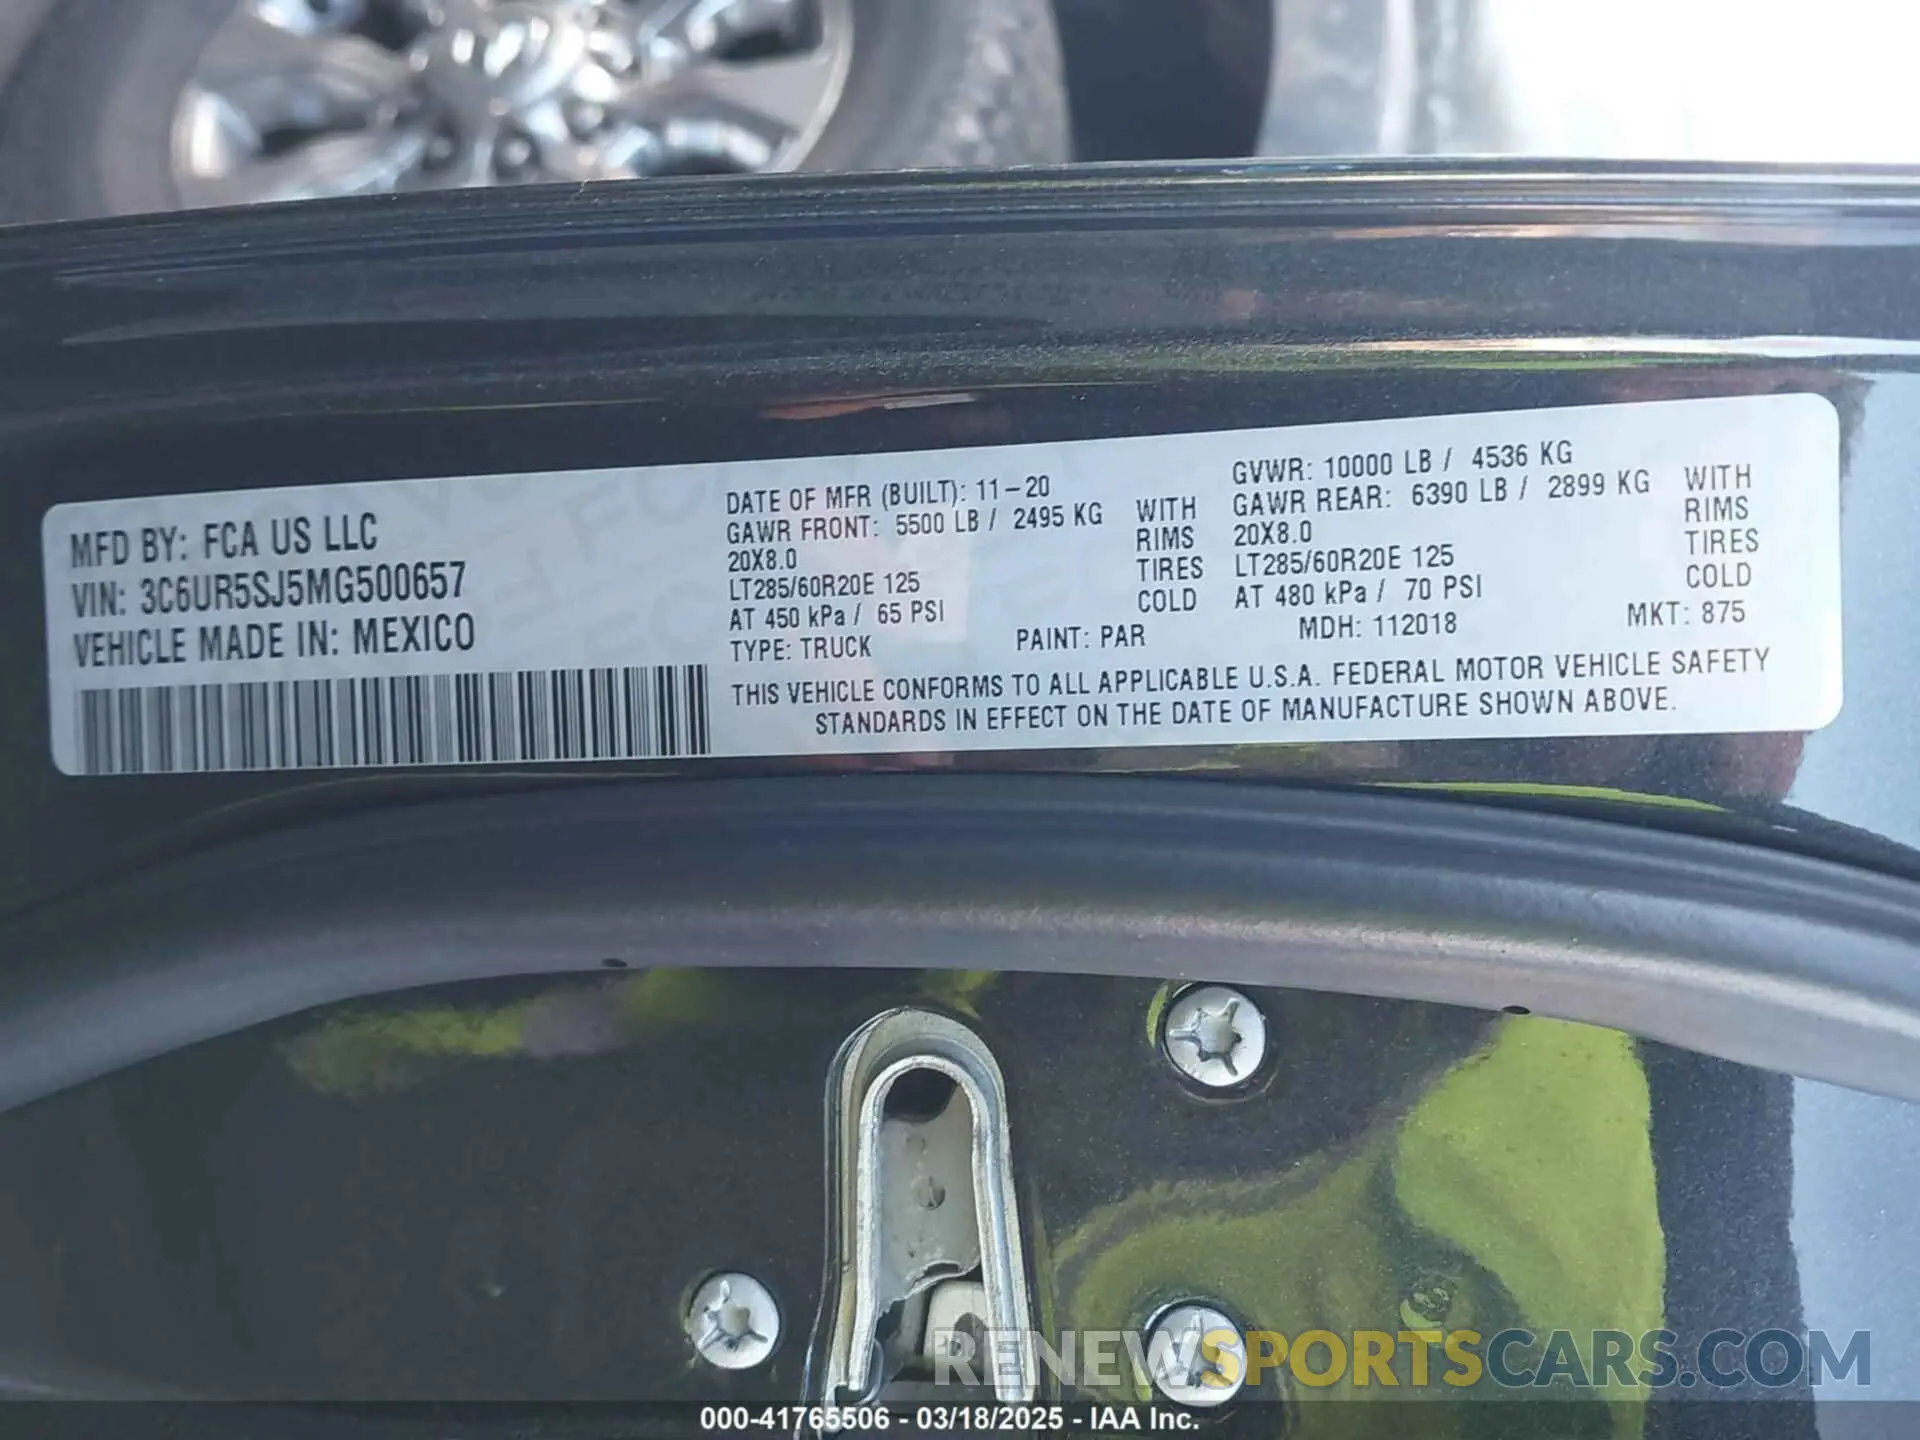 MFD BY: FCA US LLC
VIN: 3C6UR5SJ5MG500657
VEHICLE MADE IN: MEXICO
DATE OF MFR (BUILT): 11-20
GAWR FRONT: 5500 LB / 2495 KG WITH
20X8.0 RIMS
LT285/60R20E 125 TIRES
AT 450 kPa / 65 PSI COLD
GVWR: 10000 LB / 4536 KG
GAWR REAR: 6390 LB / 2899 KG WITH
20X8.0 RIMS
LT285/60R20E 125 TIRES
AT 480 kPa / 70 PSI COLD
TYPE: TRUCK PAINT: PAR MDH: 112018 MKT: 875
THIS VEHICLE CONFORMS TO ALL APPLICABLE U.S.A. FEDERAL MOTOR VEHICLE SAFETY
STANDARDS IN EFFECT ON THE DATE OF MANUFACTURE SHOWN ABOVE.
RENEWSPORTSCARS.COM
000-41765506 - 03/18/2025 - IAA Inc.